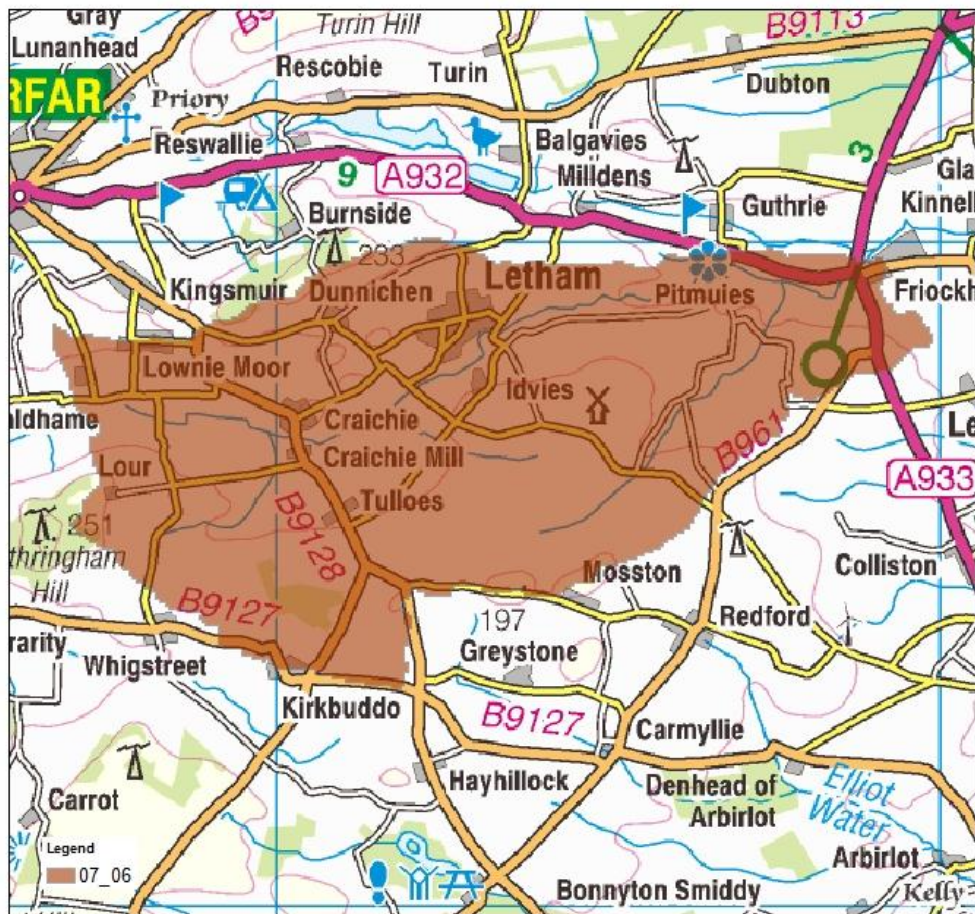 Gray
Lunanhead
Turin Hill
B9113
Rescobie
Turin
Dubton
RFAR
Priory
Reswallie
Balgavies
Milldens
3
9
A932
Burnside
Guthrie
Kinnell
233
Kingsmuir
Dunnichen
Letham
Pitmuies
Friockh
Lownie Moor
Idvies
ldhame
Craichie
Craichie Mill
B961
Le
Lour
Tulloes
A933
251
thringham
Hill
B9128
Mosston
Colliston
B9127
197
Redford
rarity
Whigstreet
Greystone
Kirkbuddo
B9127
Carmyllie
Hayhillock
Denhead of
Arbirlot
Elliot
Water
Carrot
Legend
07_06
Arbirlot
Bonnyton Smiddy
Kelly